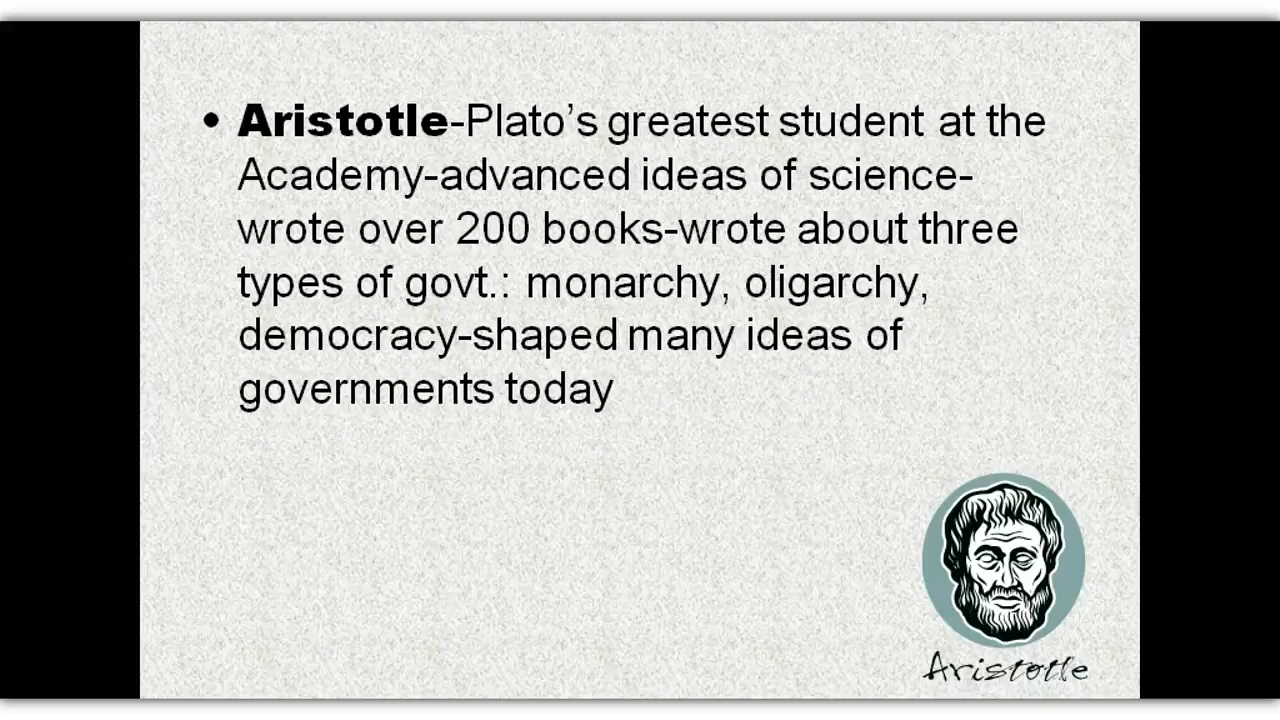 • Aristotle-Plato’s greatest student at the
Academy-advanced ideas of science-
wrote over 200 books-wrote about three
types of govt.: monarchy, oligarchy,
democracy-shaped many ideas of
governments today
Aristotle